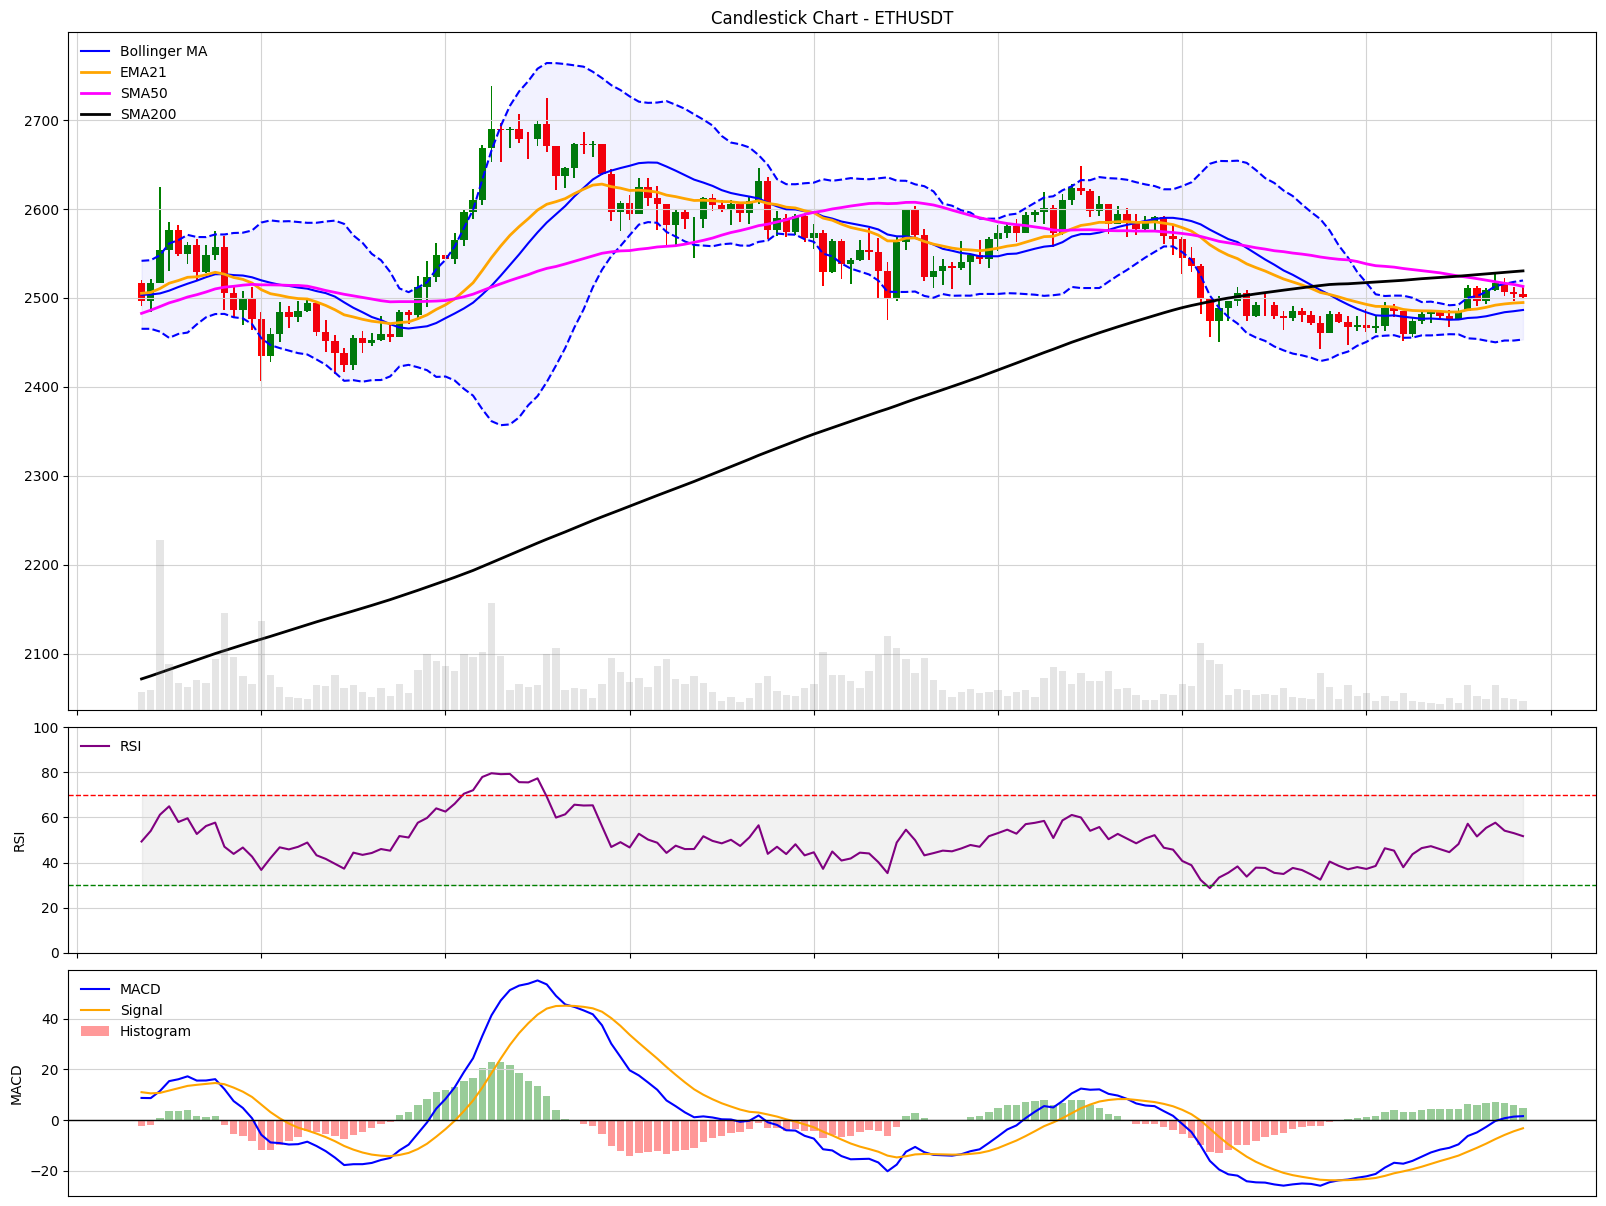 Candlestick Chart - ETHUSDT
Bollinger MA
EMA21
SMA50
SMA200
2700
2600
2500
2400
2300
2200
2100
100
80
60
40
20
0
RSI
RSI
40
20
0
−20
MACD
MACD
Signal
Histogram